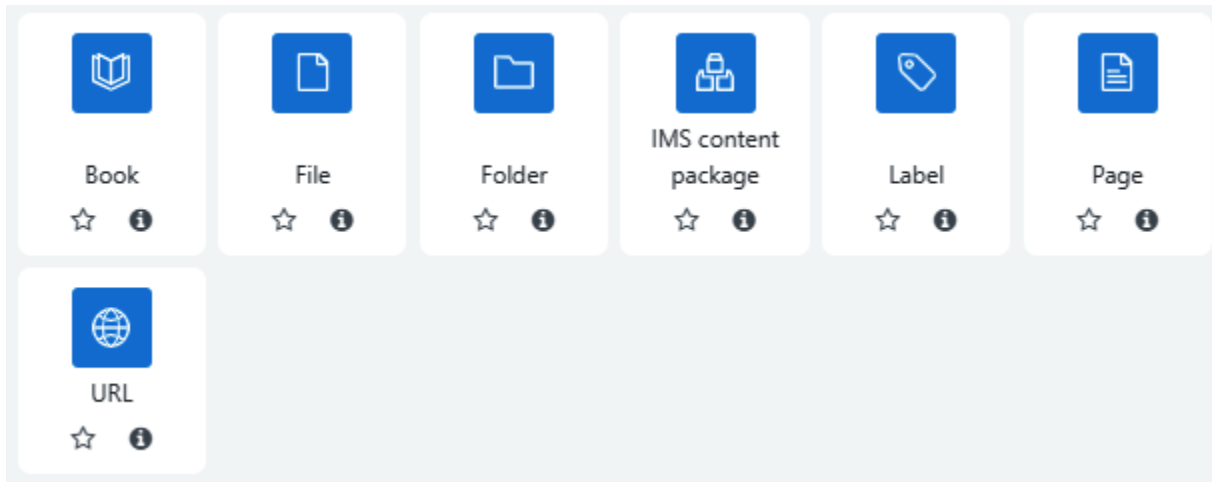 Book
File
Folder
IMS content
package
Label
Page
URL